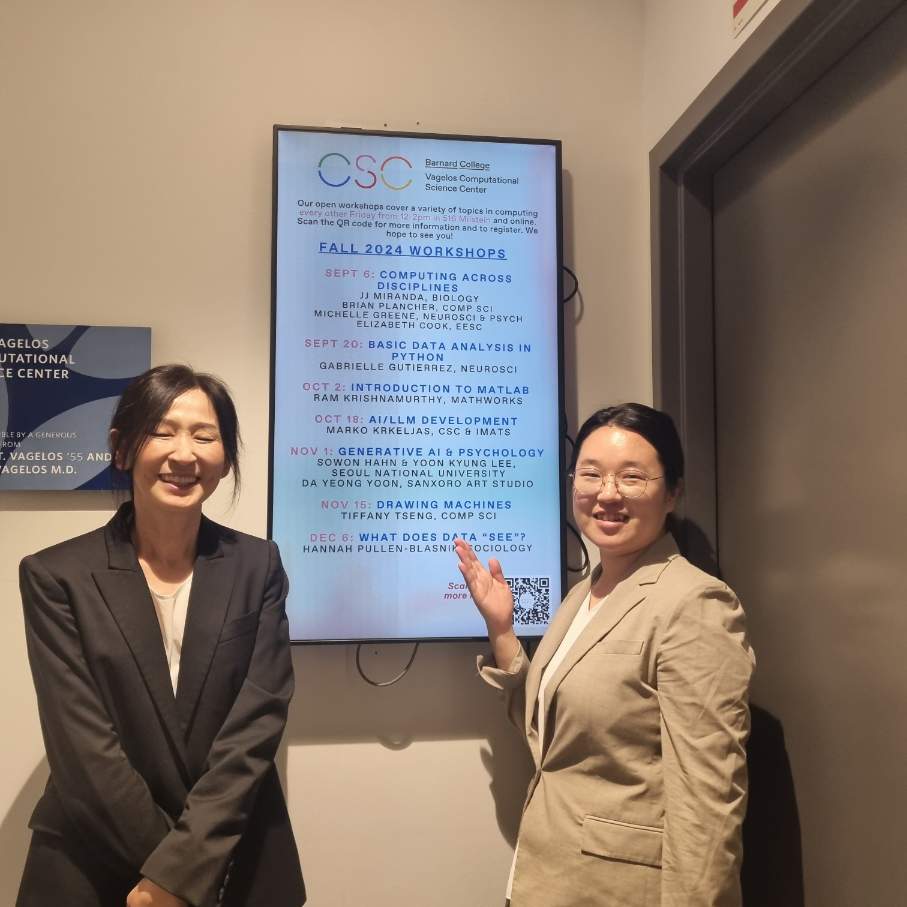 CSC
Barnard College
Vagelos Computational
Science Center
Our open workshops cover a variety of topics in computing
every other Friday from 12-2pm in 516 Milstein and online.
Scan the QR code for more information and to register. We
hope to see you!
FALL 2024 WORKSHOPS
SEPT 6: COMPUTING ACROSS
DISCIPLINES
JJ MIRANDA, BIOLOGY
BRIAN PLANCHER, COMP SCI
MICHELLE GREENE, NEUROSCI & PSYCH
ELIZABETH COOK, EESC
SEPT 20: BASIC DATA ANALYSIS IN
PYTHON
GABRIELLE GUTIERREZ, NEUROSCI
OCT 2: INTRODUCTION TO MATLAB
RAM KRISHNAMURTHY, MATHWORKS
OCT 18: AI/LLM DEVELOPMENT
MARKO KRKELJAS, CSC & IMATS
NOV 1: GENERATIVE AI & PSYCHOLOGY
SOWON HAHN & YOON KYUNG LEE,
SEOUL NATIONAL UNIVERSITY
DA YEONG YOON, SANXORO ART STUDIO
NOV 15: DRAWING MACHINES
TIFFANY TSENG, COMP SCI
DEC 6: WHAT DOES DATA "SEE"?
HANNAH PULLEN-BLASNIK, SOCIOLOGY
more
AGELOS
UTATIONAL
CE CENTER
BLE BY A GENEROUS
ROM
T. VAGELOS '55 AND
VAGELOS M.D.